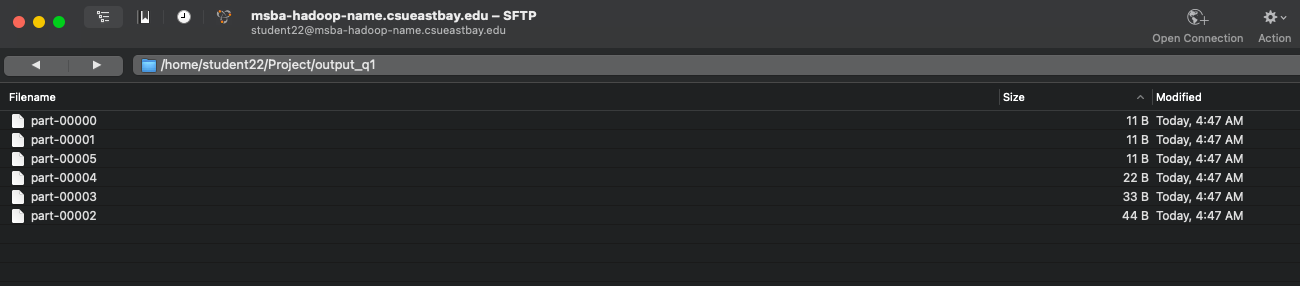 msba-hadoop-name.csueastbay.edu – SFTP
student22@msba-hadoop-name.csueastbay.edu
Open Connection
Action
/home/student22/Project/output_q1
Filename Size Modified
part-00000 11 B Today, 4:47 AM
part-00001 11 B Today, 4:47 AM
part-00005 11 B Today, 4:47 AM
part-00004 22 B Today, 4:47 AM
part-00003 33 B Today, 4:47 AM
part-00002 44 B Today, 4:47 AM